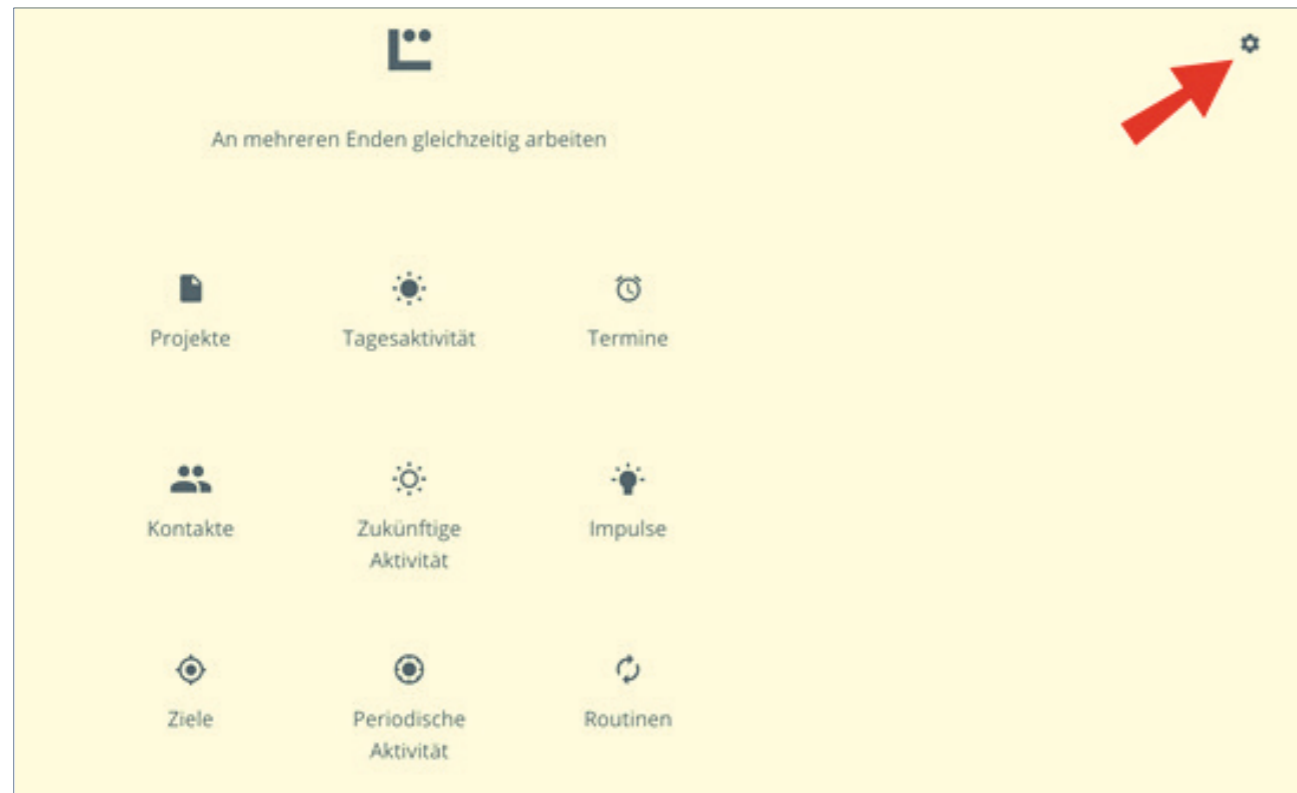 An mehreren Enden gleichzeitig arbeiten
Projekte
Tagesaktivität
Termine
Kontakte
Zukünftige
Aktivität
Impulse
Ziele
Periodische
Aktivität
Routinen